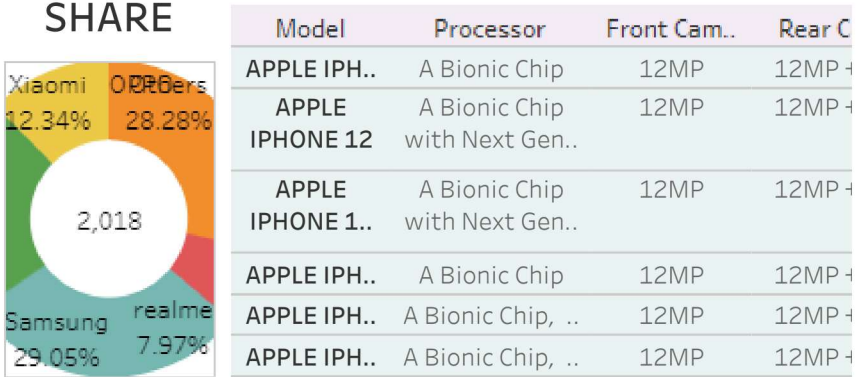 SHARE
Xiaomi
12.34%
Others
28.28%
2,018
Samsung
29.05%
realme
7.97%
Model Processor Front Cam.. Rear C
APPLE IPH.. A Bionic Chip 12MP 12MP +
APPLE IPHONE 12 A Bionic Chip with Next Gen.. 12MP 12MP +
APPLE IPHONE 1.. A Bionic Chip with Next Gen.. 12MP 12MP +
APPLE IPH.. A Bionic Chip 12MP 12MP +
APPLE IPH.. A Bionic Chip, .. 12MP 12MP +
APPLE IPH.. A Bionic Chip, .. 12MP 12MP +